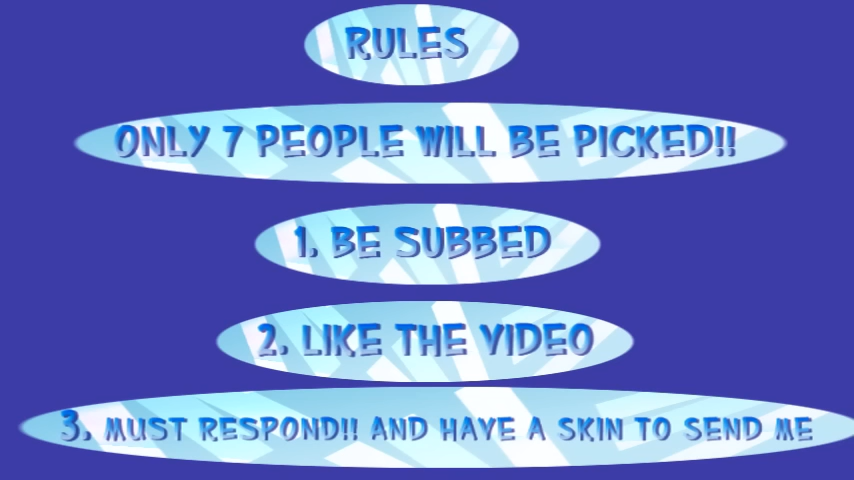 RULES
ONLY 7 PEOPLE WILL BE PICKED!!
1. BE SUBBED
2. LIKE THE VIDEO
3. MUST RESPOND!! AND HAVE A SKIN TO SEND ME